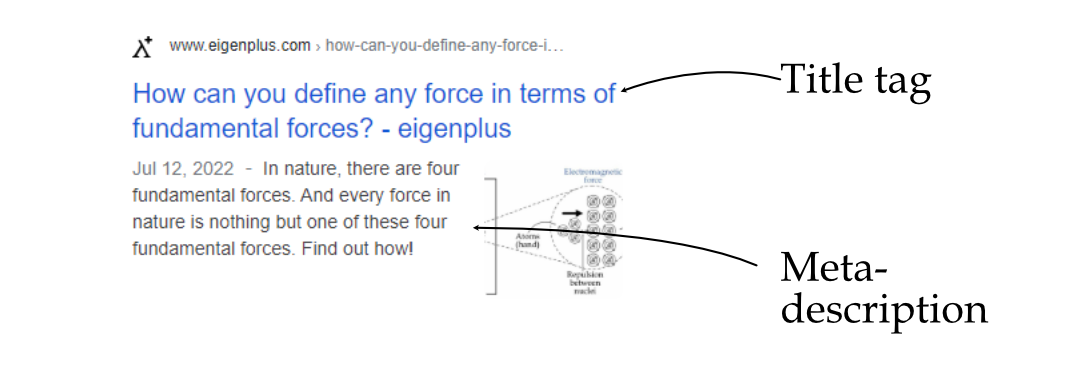 www.eigenplus.com › how-can-you-define-any-force-i...
How can you define any force in terms of
fundamental forces? - eigenplus
Jul 12, 2022 - In nature, there are four
fundamental forces. And every force in
nature is nothing but one of these four
fundamental forces. Find out how!
Electromagnetic
force
Atoms
(hand)
Repulsion
between
nuclei
Title tag
Meta-
description